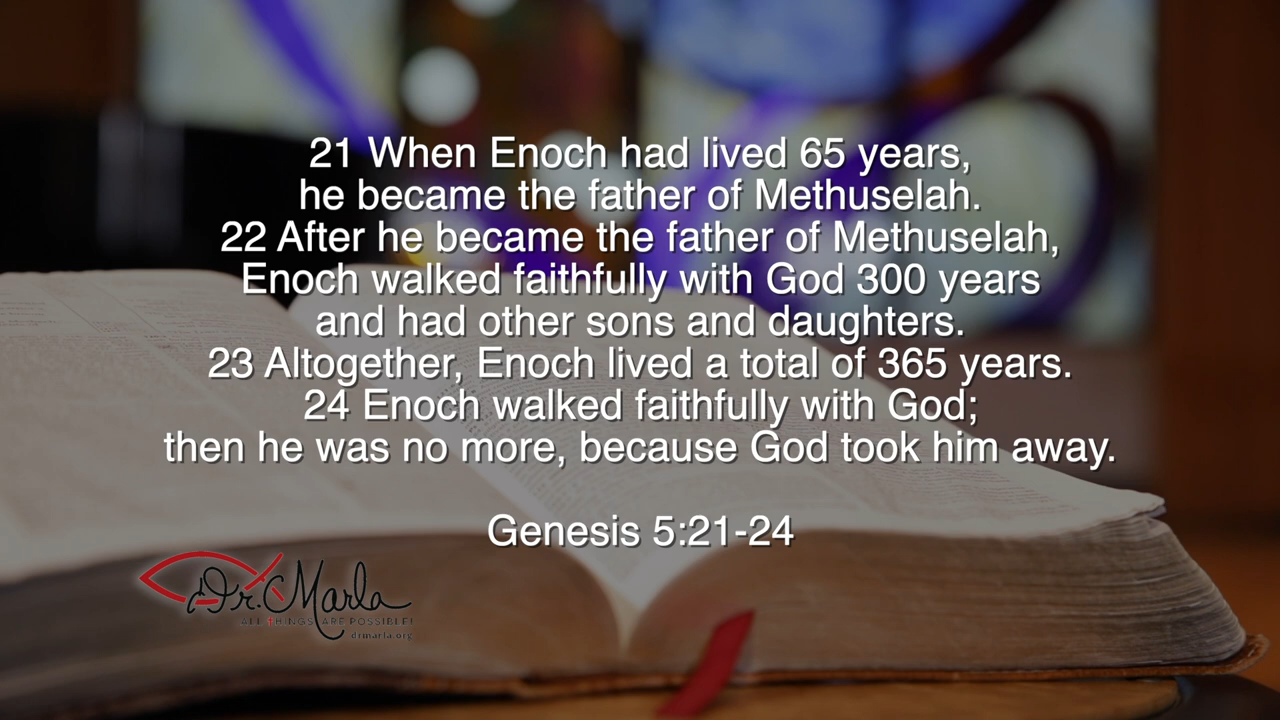 21 When Enoch had lived 65 years,
he became the father of Methuselah.
22 After he became the father of Methuselah,
Enoch walked faithfully with God 300 years
and had other sons and daughters.
23 Altogether, Enoch lived a total of 365 years.
24 Enoch walked faithfully with God;
then he was no more, because God took him away.
Genesis 5:21-24
Dr. Marla
ALL THINGS ARE POSSIBLE!
drmarla.org